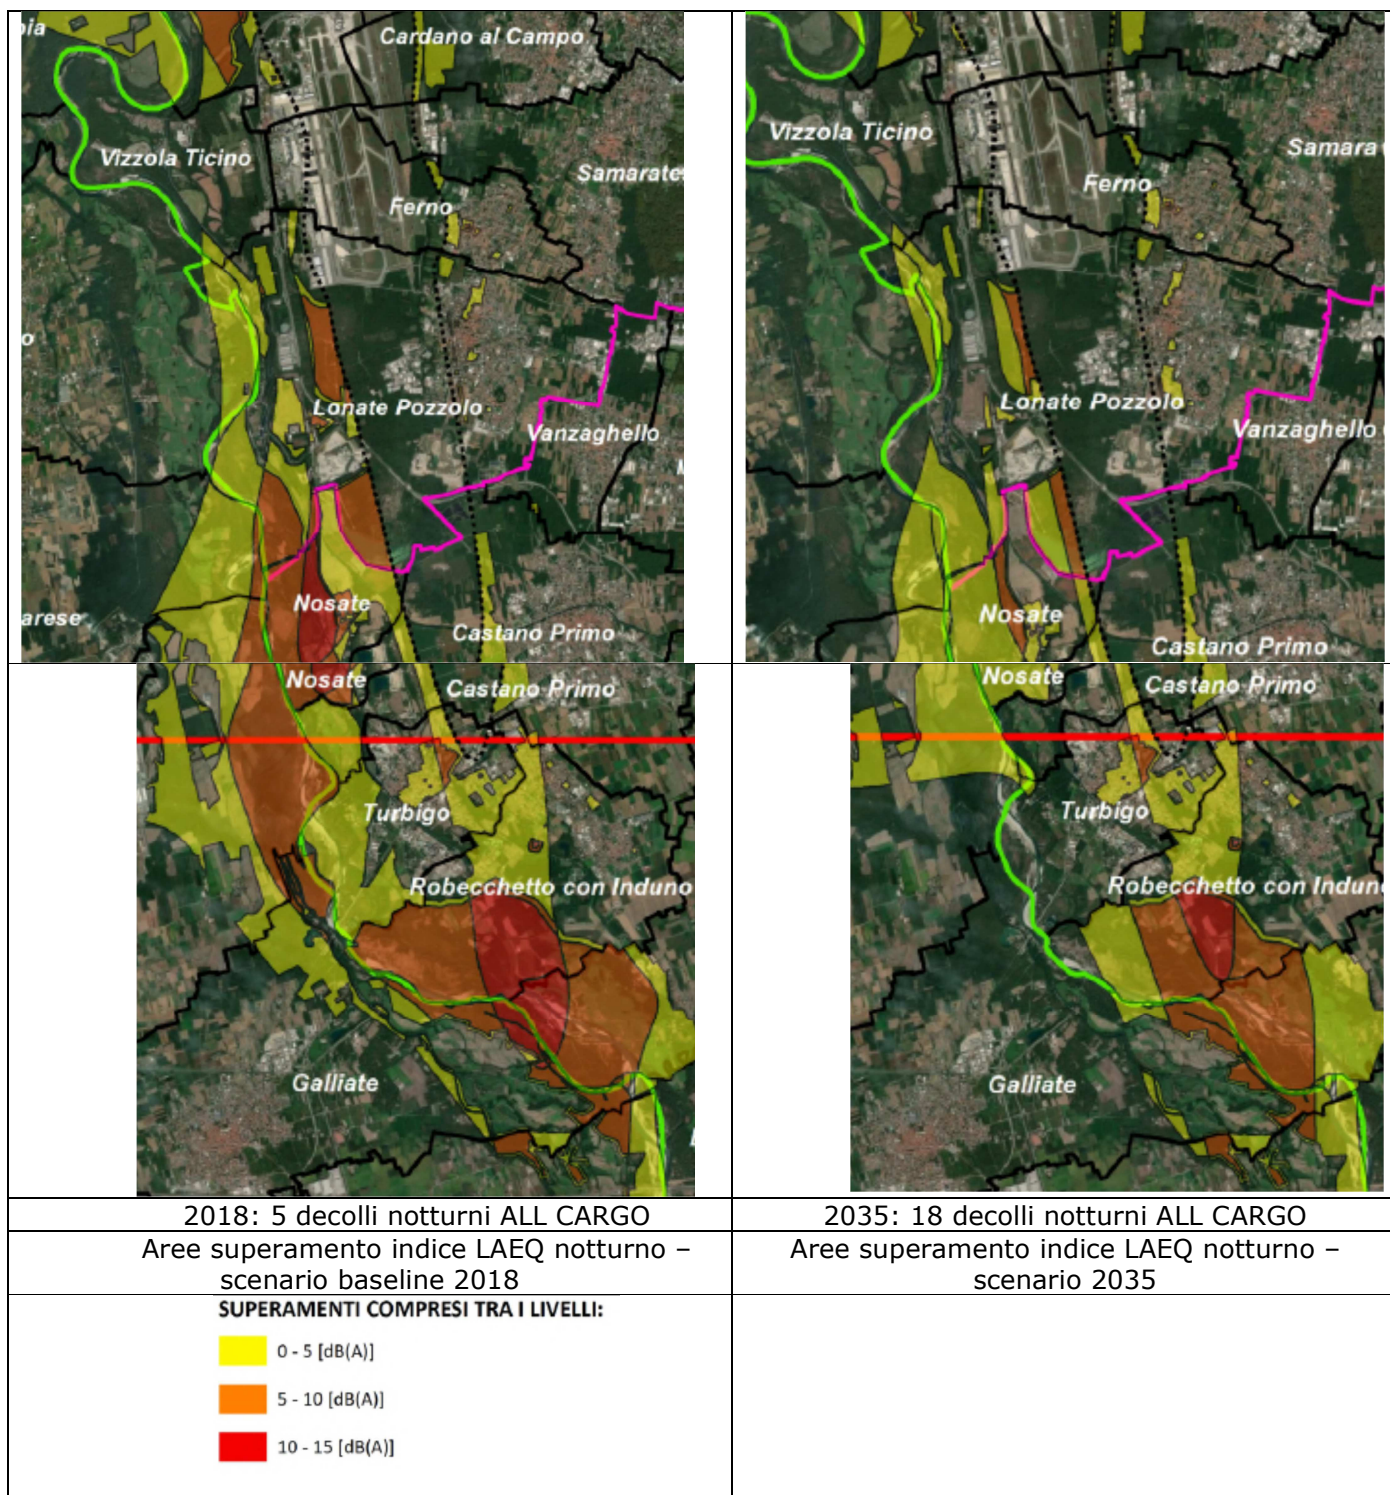 Cardano al Campo
Vizzola Ticino
Samarate
Ferno
Lonate Pozzolo
Vanzaghello
Nosate
arese
Castano Primo
Vizzola Ticino
Samara
Ferno
Lonate Pozzolo
Vanzaghello
Nosate
Castano Primo
Nosate
Castano Primo
Turbigo
Robecchetto con Induno
Galliate
Nosate
Castano Primo
Turbigo
Robecchetto con Induno
Galliate
2018: 5 decolli notturni ALL CARGO
2035: 18 decolli notturni ALL CARGO
Aree superamento indice LAEQ notturno –
scenario baseline 2018
Aree superamento indice LAEQ notturno –
scenario 2035
SUPERAMENTI COMPRESI TRA I LIVELLI:
0 - 5 [dB(A)]
5 - 10 [dB(A)]
10 - 15 [dB(A)]